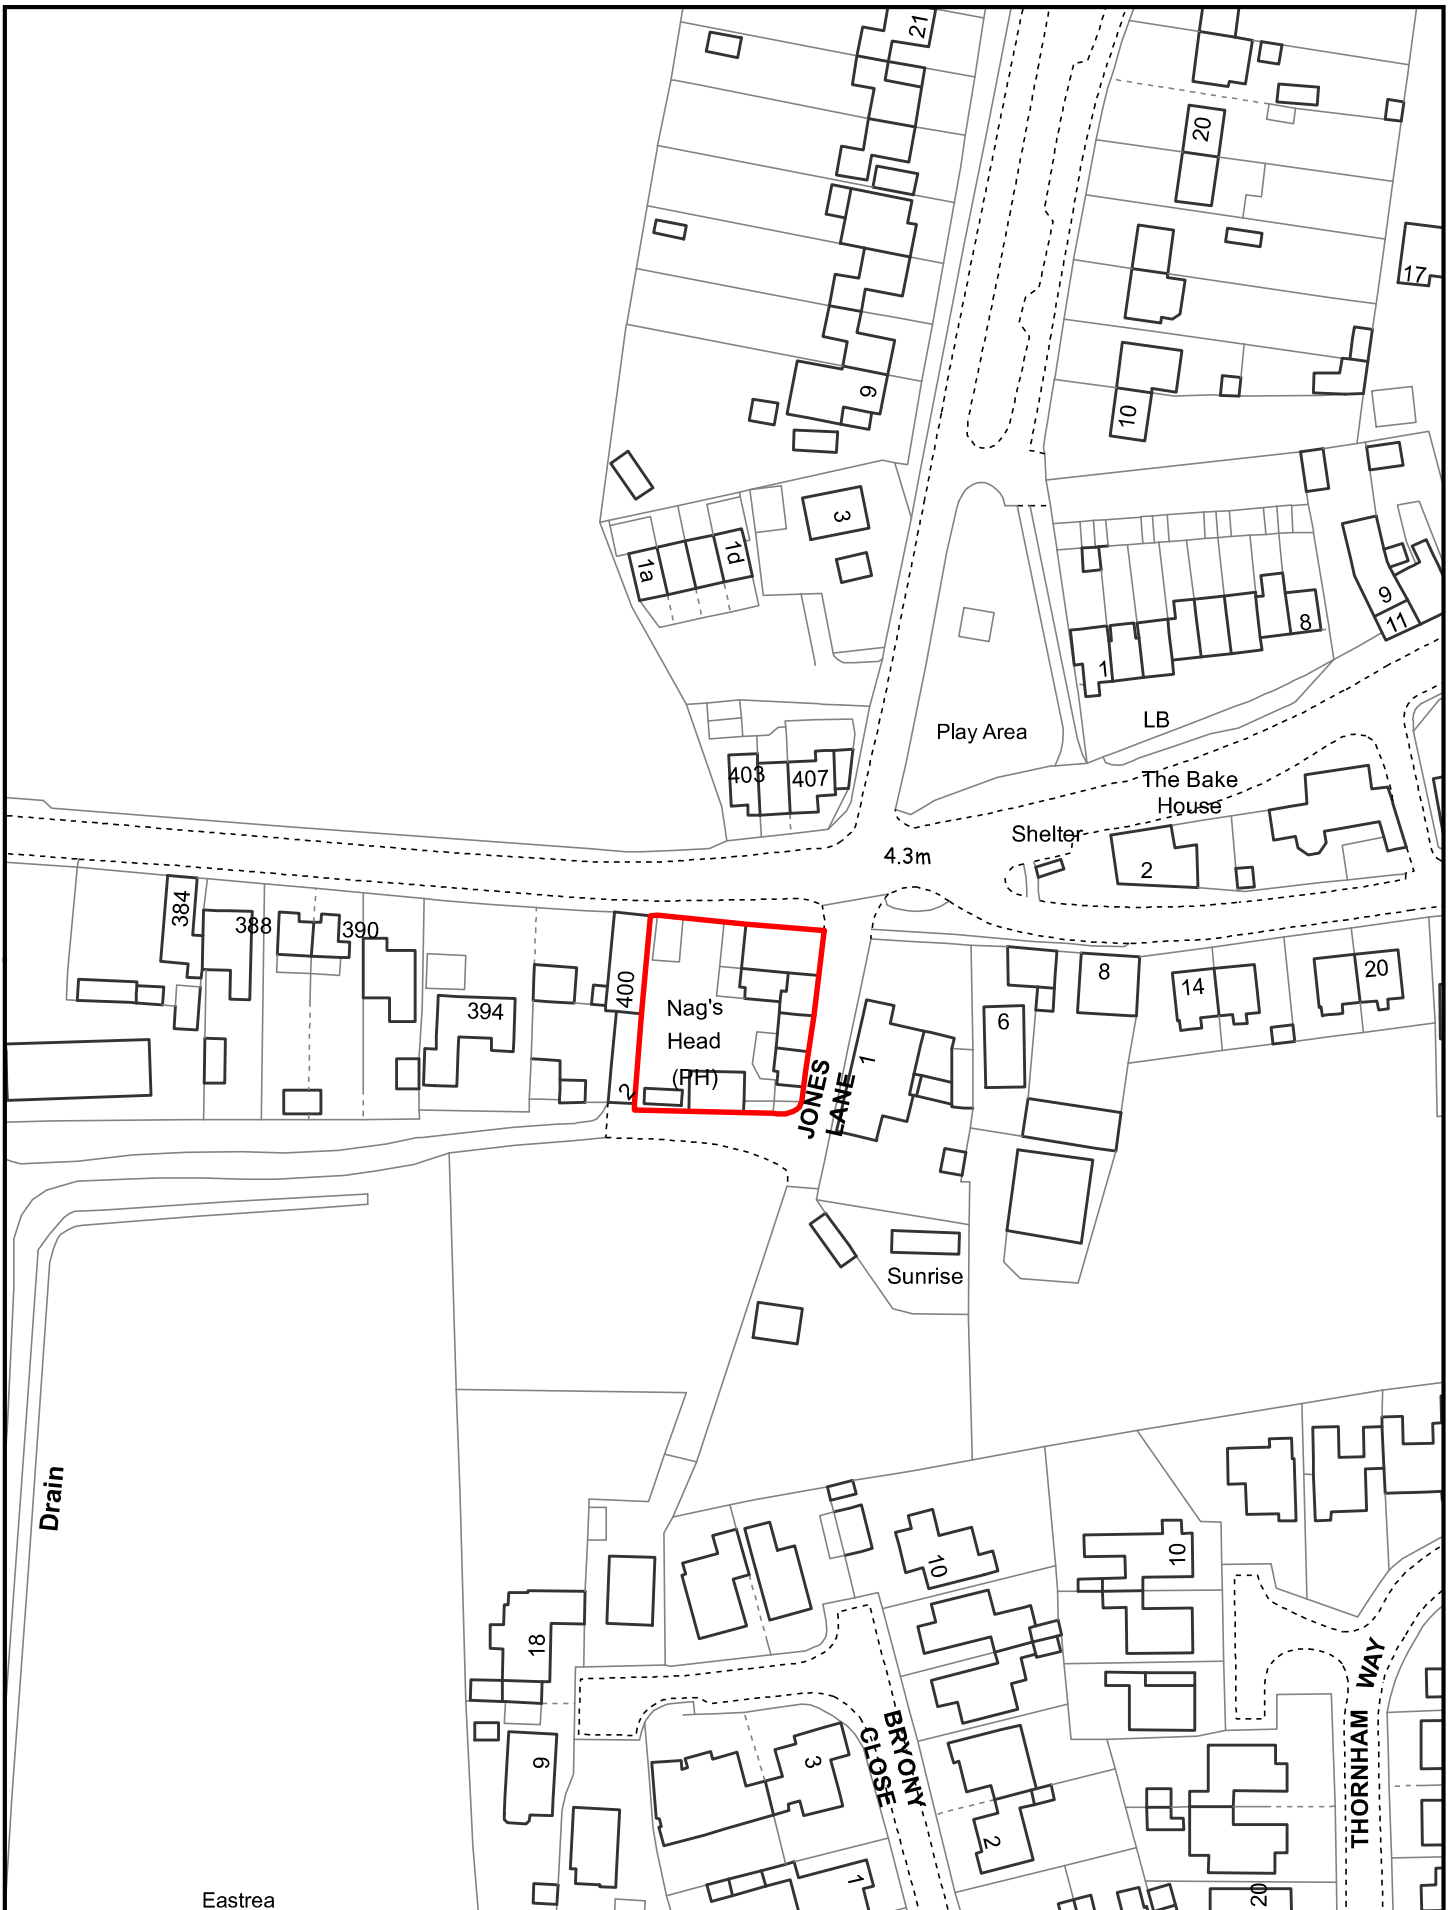 21
20
17
9
10
3
1d
1a
9
11
8
1
LB
Play Area
403
407
The Bake
House
Shelter
4.3m
2
384
388
390
400
394
Nag's
Head
(PH)
2
JONES
LANE
1
6
8
14
20
Sunrise
Drain
10
10
18
9
3
BRYONY
CLOSE
2
1
THORNHAM WAY
20
Eastrea